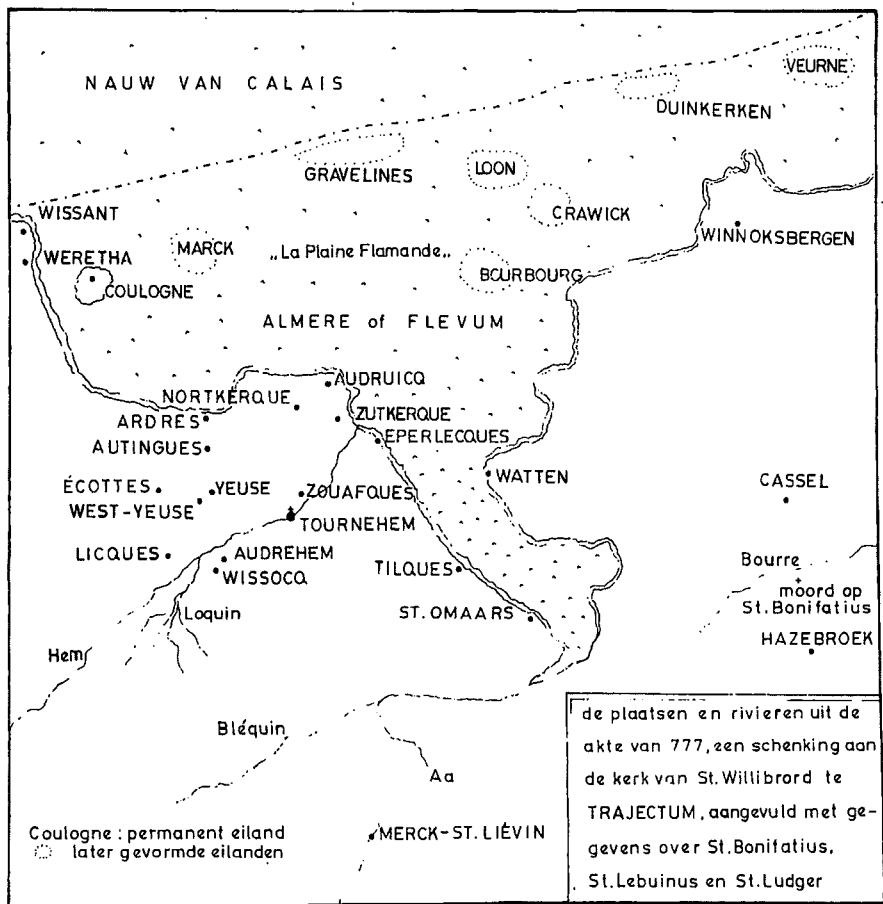 NAUW VAN CALAIS
VEURNE
DUINKERKEN
GRAVELINES
LOON
CRAWICK
WISSANT
WINNOKSBERGEN
MARCK
„La Plaine Flamande„
WERETHA
BOURBOURG
COULOGNE
ALMERE of FLEVUM
AUDRUICQ
NORTKERQUE
ARDRES
ZUTKERQUE
EPERLECQUES
AUTINGUES
WATTEN
ÉCOTTES
YEUSE
ZOUAFQUES
CASSEL
WEST-YEUSE
TOURNEHEM
LICQUES
AUDREHEM
Bourre
WISSOCQ
TILQUES
moord op
St.Bonifatius
Loquin
ST. OMAARS
HAZEBROEK
Hem
Bléquin
Aa
de plaatsen en rivieren uit de
akte van 777, een schenking aan
de kerk van St. Willibrord te
TRAJECTUM, aangevuld met ge-
gevens over St.Bonifatius,
St.Lebuinus en St.Ludger
Coulogne : permanent eiland
later gevormde eilanden
MERCK-ST. LIÉVIN